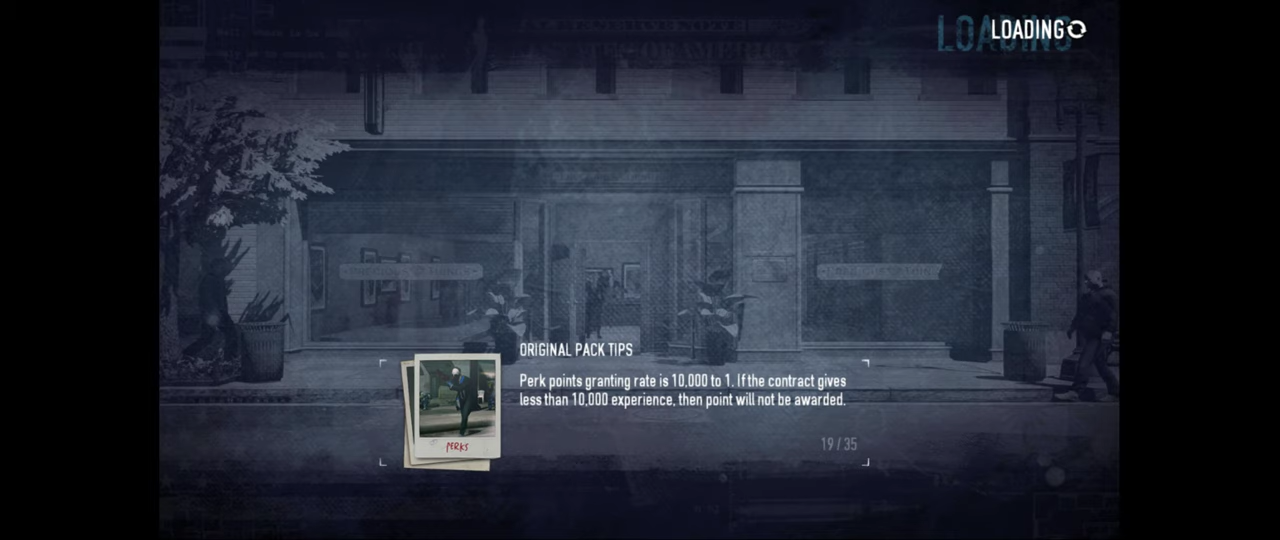 LOADING
ORIGINAL PACK TIPS
Perk points granting rate is 10,000 to 1. If the contract gives
less than 10,000 experience, then point will not be awarded.
PERKS
19 / 35